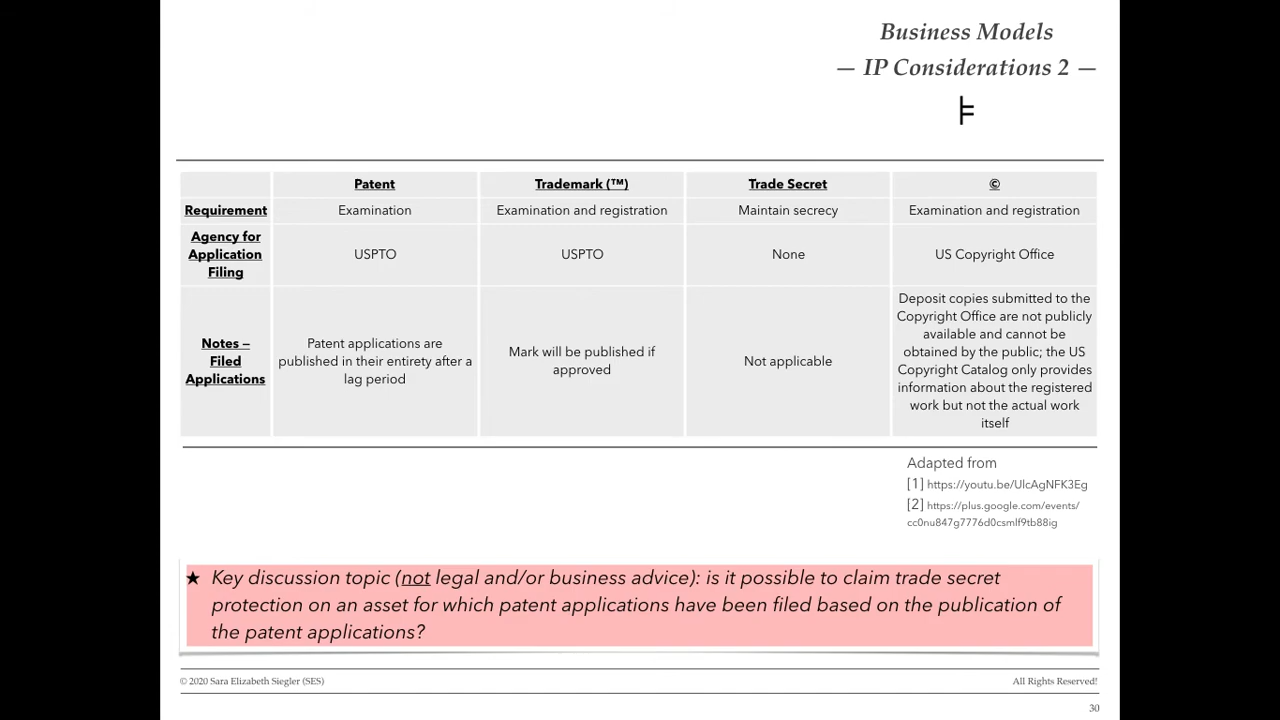 Business Models
— IP Considerations 2 —
Patent
Trademark (™)
Trade Secret
©
Requirement
Examination
Examination and registration
Maintain secrecy
Examination and registration
Agency for
Application
Filing
USPTO
USPTO
None
US Copyright Office
Notes –
Filed
Applications
Patent applications are
published in their entirety after a
lag period
Mark will be published if
approved
Not applicable
Deposit copies submitted to the
Copyright Office are not publicly
available and cannot be
obtained by the public; the US
Copyright Catalog only provides
information about the registered
work but not the actual work
itself
Adapted from
[1] https://youtu.be/UlcAgNFK3Eg
[2] https://plus.google.com/events/
cc0nu847g7776d0csmlf9tb88ig
★ Key discussion topic (not legal and/or business advice): is it possible to claim trade secret
protection on an asset for which patent applications have been filed based on the publication of
the patent applications?
© 2020 Sara Elizabeth Siegler (SES)
All Rights Reserved!
30